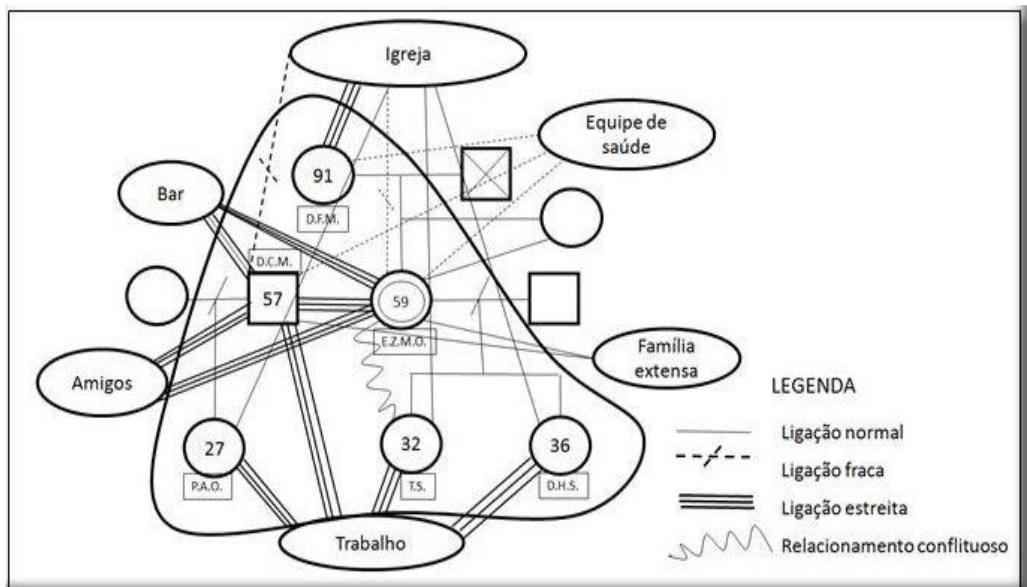 Igreja
Equipe de
saúde
91
D.F.M.
Bar
D.C.M.
57
59
E.Z.M.O.
Família
extensa
Amigos
27
P.A.O.
32
T.S.
36
D.H.S.
Trabalho
LEGENDA
Ligação normal
Ligação fraca
Ligação estreita
Relacionamento conflituoso